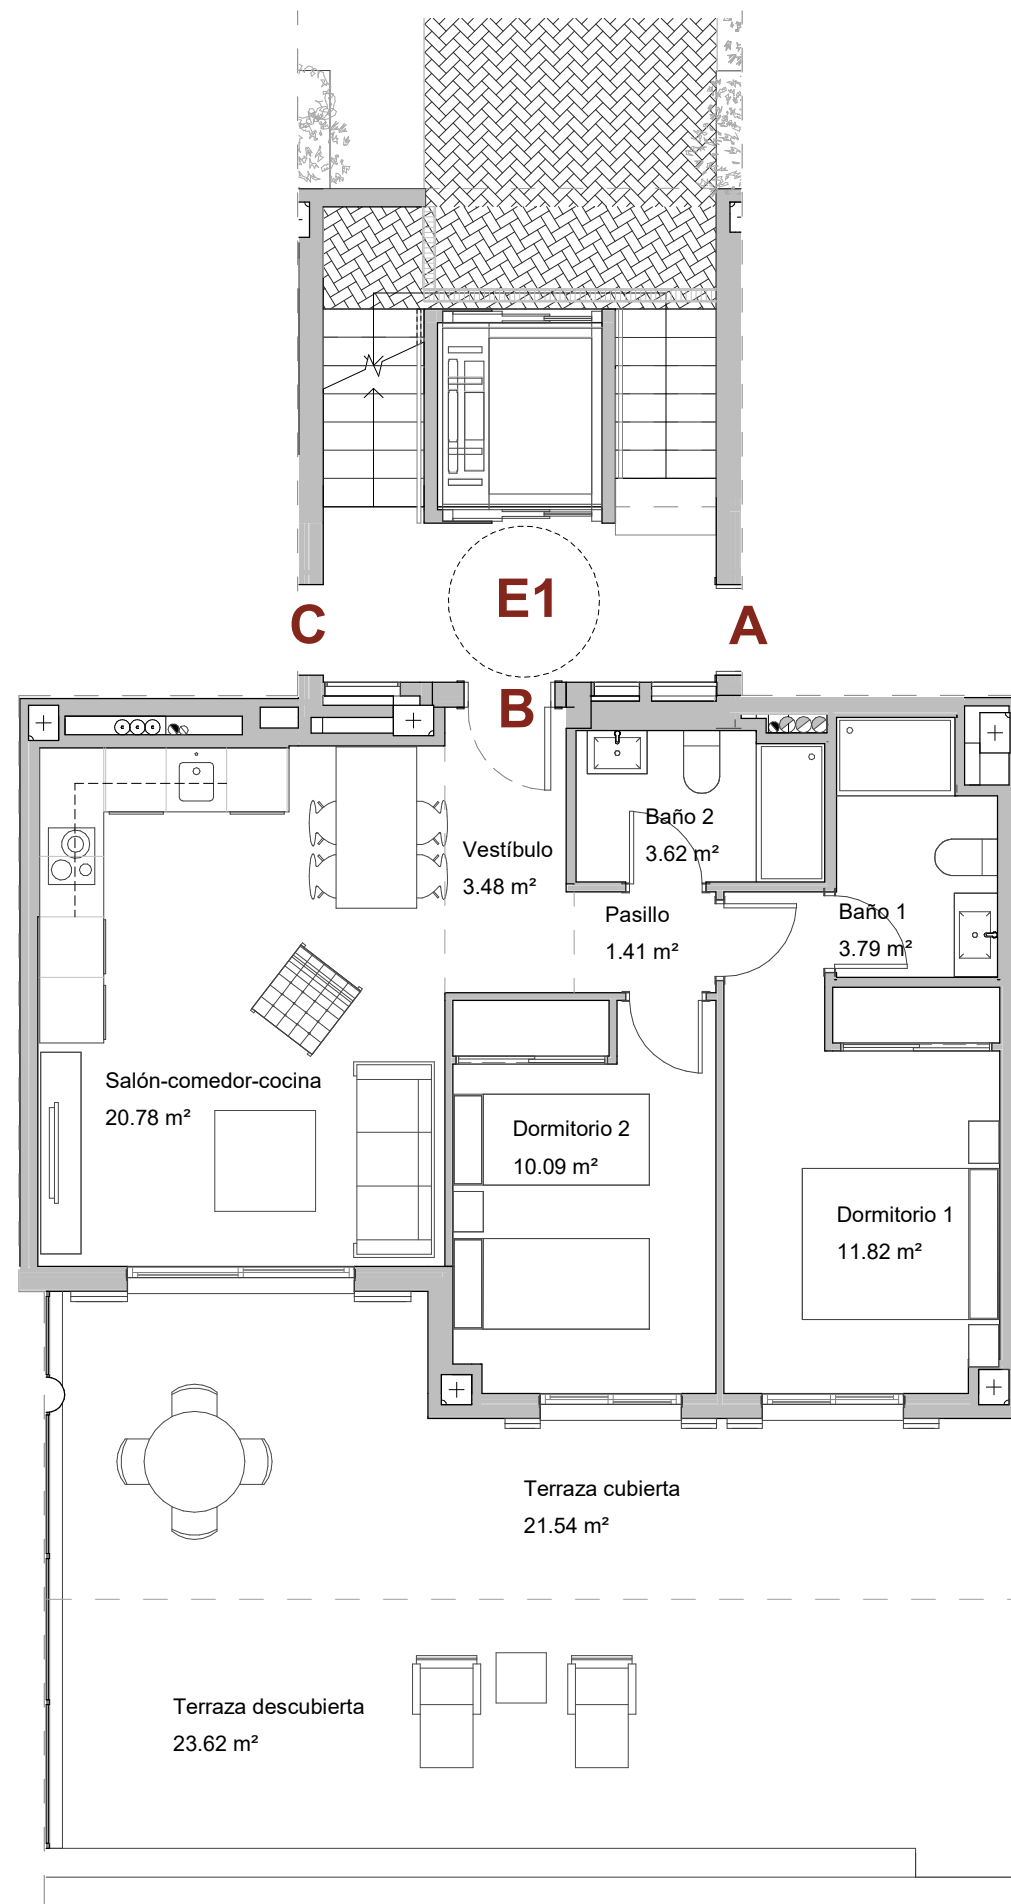 E1
C
A
B
Baño 2
3.62 m²
Vestíbulo
3.48 m²
Pasillo
1.41 m²
Baño 1
3.79 m²
Salón-comedor-cocina
20.78 m²
Dormitorio 2
10.09 m²
Dormitorio 1
11.82 m²
Terraza cubierta
21.54 m²
Terraza descubierta
23.62 m²